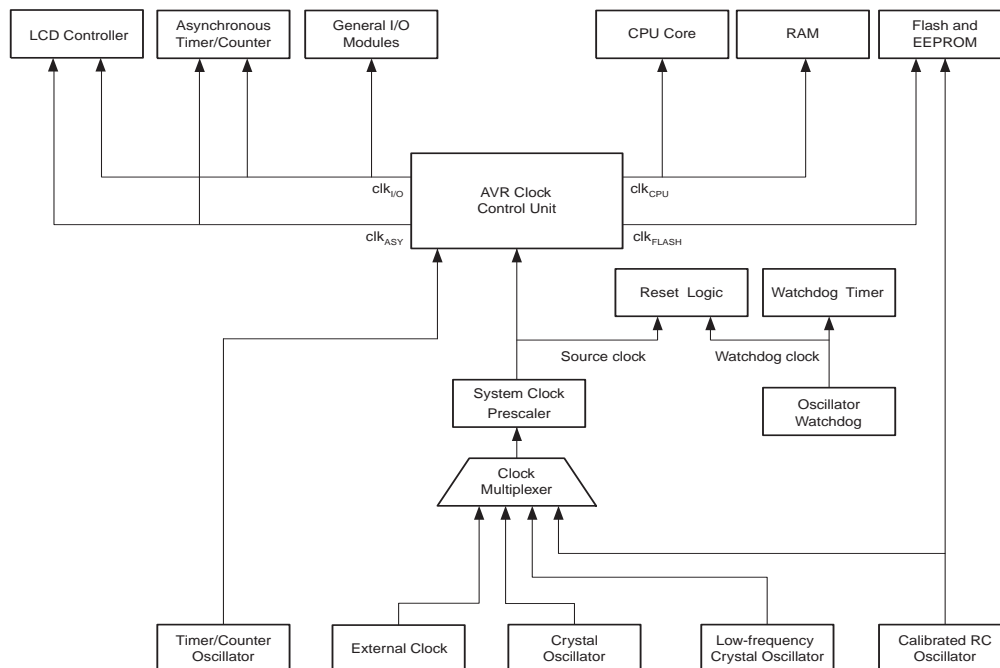 LCD Controller
Asynchronous
Timer/Counter
General I/O
Modules
CPU Core
RAM
Flash and
EEPROM
clkI/O
AVR Clock
Control Unit
clkCPU
clkASY
clkFLASH
Reset Logic
Watchdog Timer
Source clock
Watchdog clock
System Clock
Prescaler
Oscillator
Watchdog
Clock
Multiplexer
Timer/Counter
Oscillator
External Clock
Crystal
Oscillator
Low-frequency
Crystal Oscillator
Calibrated RC
Oscillator